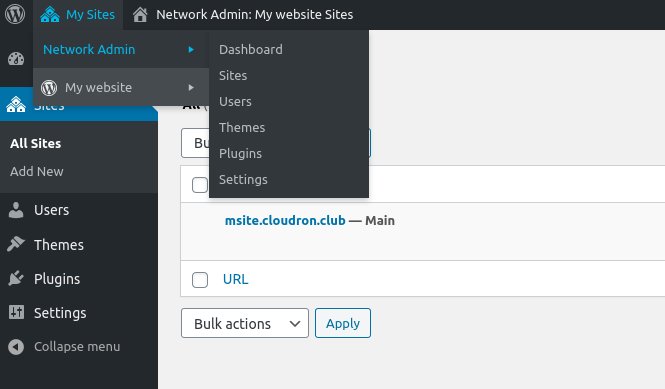 My Sites
Network Admin: My website Sites
Network Admin
My website
Dashboard
Sites
Users
Themes
Plugins
Settings
Sites
All Sites
Add New
Users
Themes
Plugins
Settings
Collapse menu
All (
Bu
msite.cloudron.club — Main
URL
Bulk actions
Apply